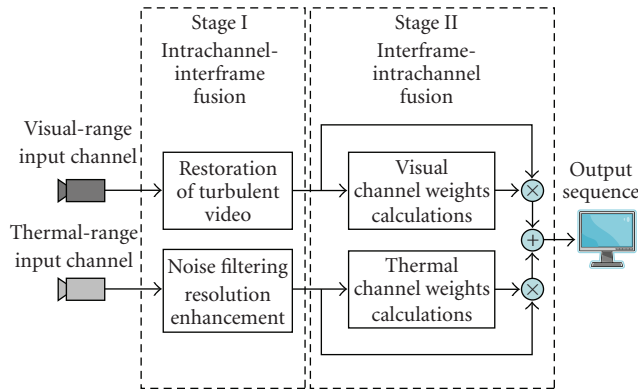 Stage I
Intrachannel-
interframe
fusion
Stage II
Interframe-
intrachannel
fusion
Visual-range
input channel
Restoration
of turbulent
video
Visual
channel weights
calculations
Output
sequence
Thermal-range
input channel
Noise filtering
resolution
enhancement
Thermal
channel weights
calculations
×
+
×